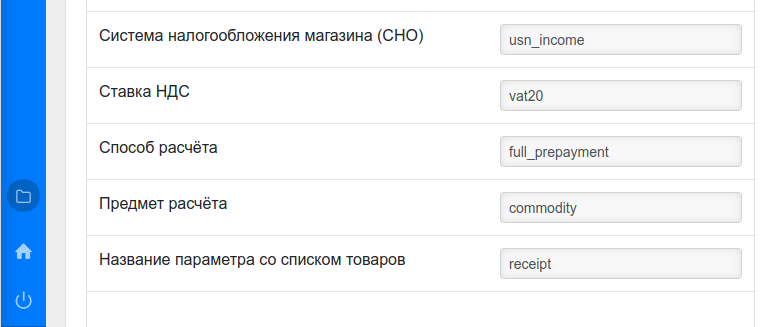 Система налогообложения магазина (СНО)
usn_income
Ставка НДС
vat20
Способ расчёта
full_prepayment
Предмет расчёта
commodity
Название параметра со списком товаров
receipt